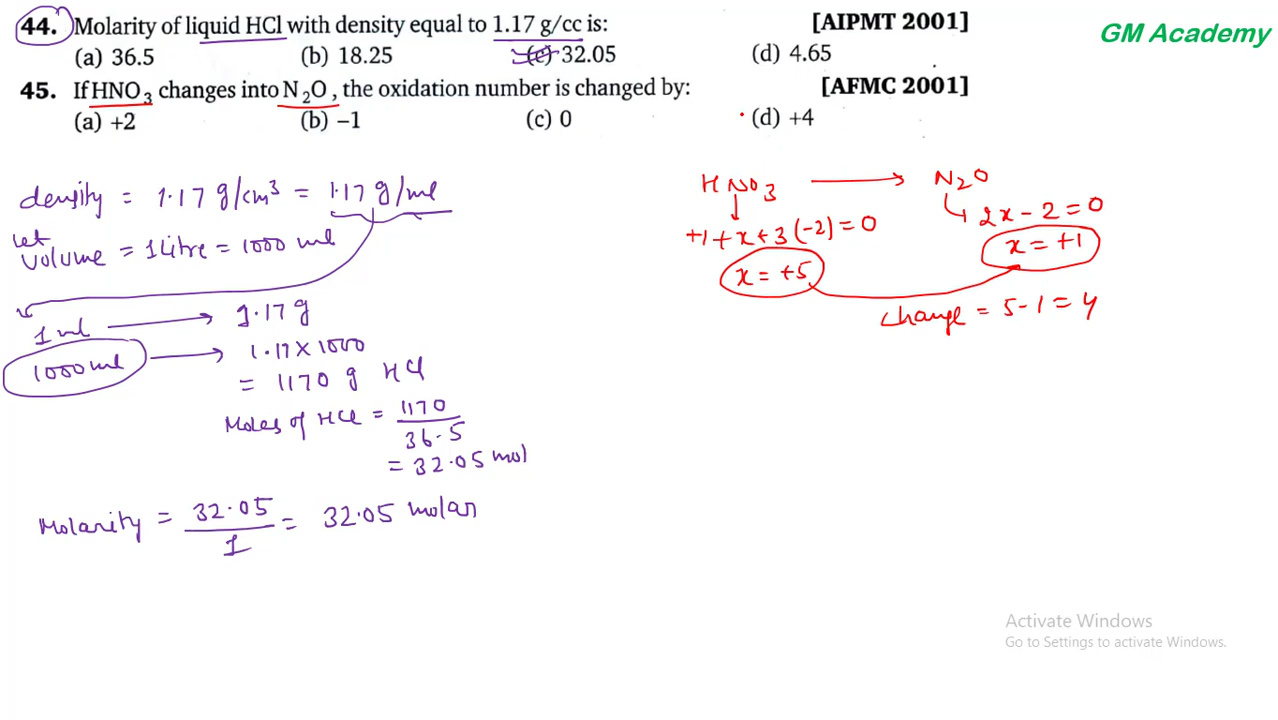 44. Molarity of liquid HCl with density equal to 1.17 g/cc is: [AIPMT 2001]
GM Academy
(a) 36.5 (b) 18.25 (c) 32.05 (d) 4.65
45. If HNO₃ changes into N₂O, the oxidation number is changed by: [AFMC 2001]
(a) +2 (b) –1 (c) 0 (d) +4
density = 1.17 g/cm³ = 1.17 g/ml
let
volume = 1 Litre = 1000 ml
1 ml → 1.17 g
1000 ml → 1.17 × 1000
= 1170 g HCl
Moles of HCl = 1170 / 36.5
= 32.05 mol
Molarity = 32.05 / 1 = 32.05 molar
HNO₃ → N₂O
+1 + x + 3(-2) = 0
x = +5
2x - 2 = 0
x = +1
change = 5 - 1 = 4
Activate Windows
Go to Settings to activate Windows.